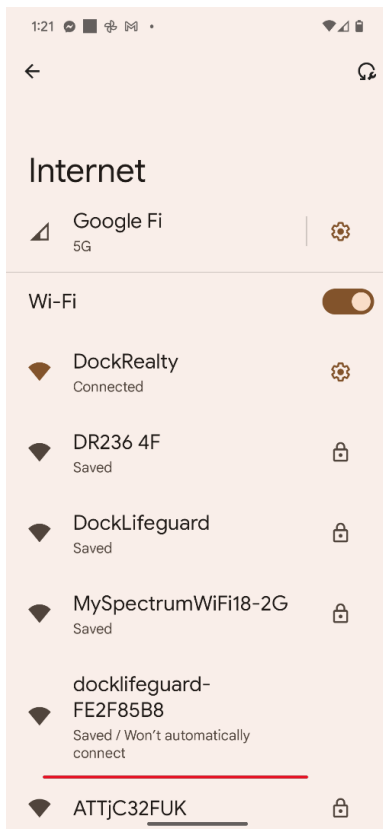 1:21
Internet
Google Fi
5G
Wi-Fi
DockRealty
Connected
DR236 4F
Saved
DockLifeguard
Saved
MySpectrumWiFi18-2G
Saved
docklifeguard-
FE2F85B8
Saved / Won't automatically
connect
ATTjC32FUK